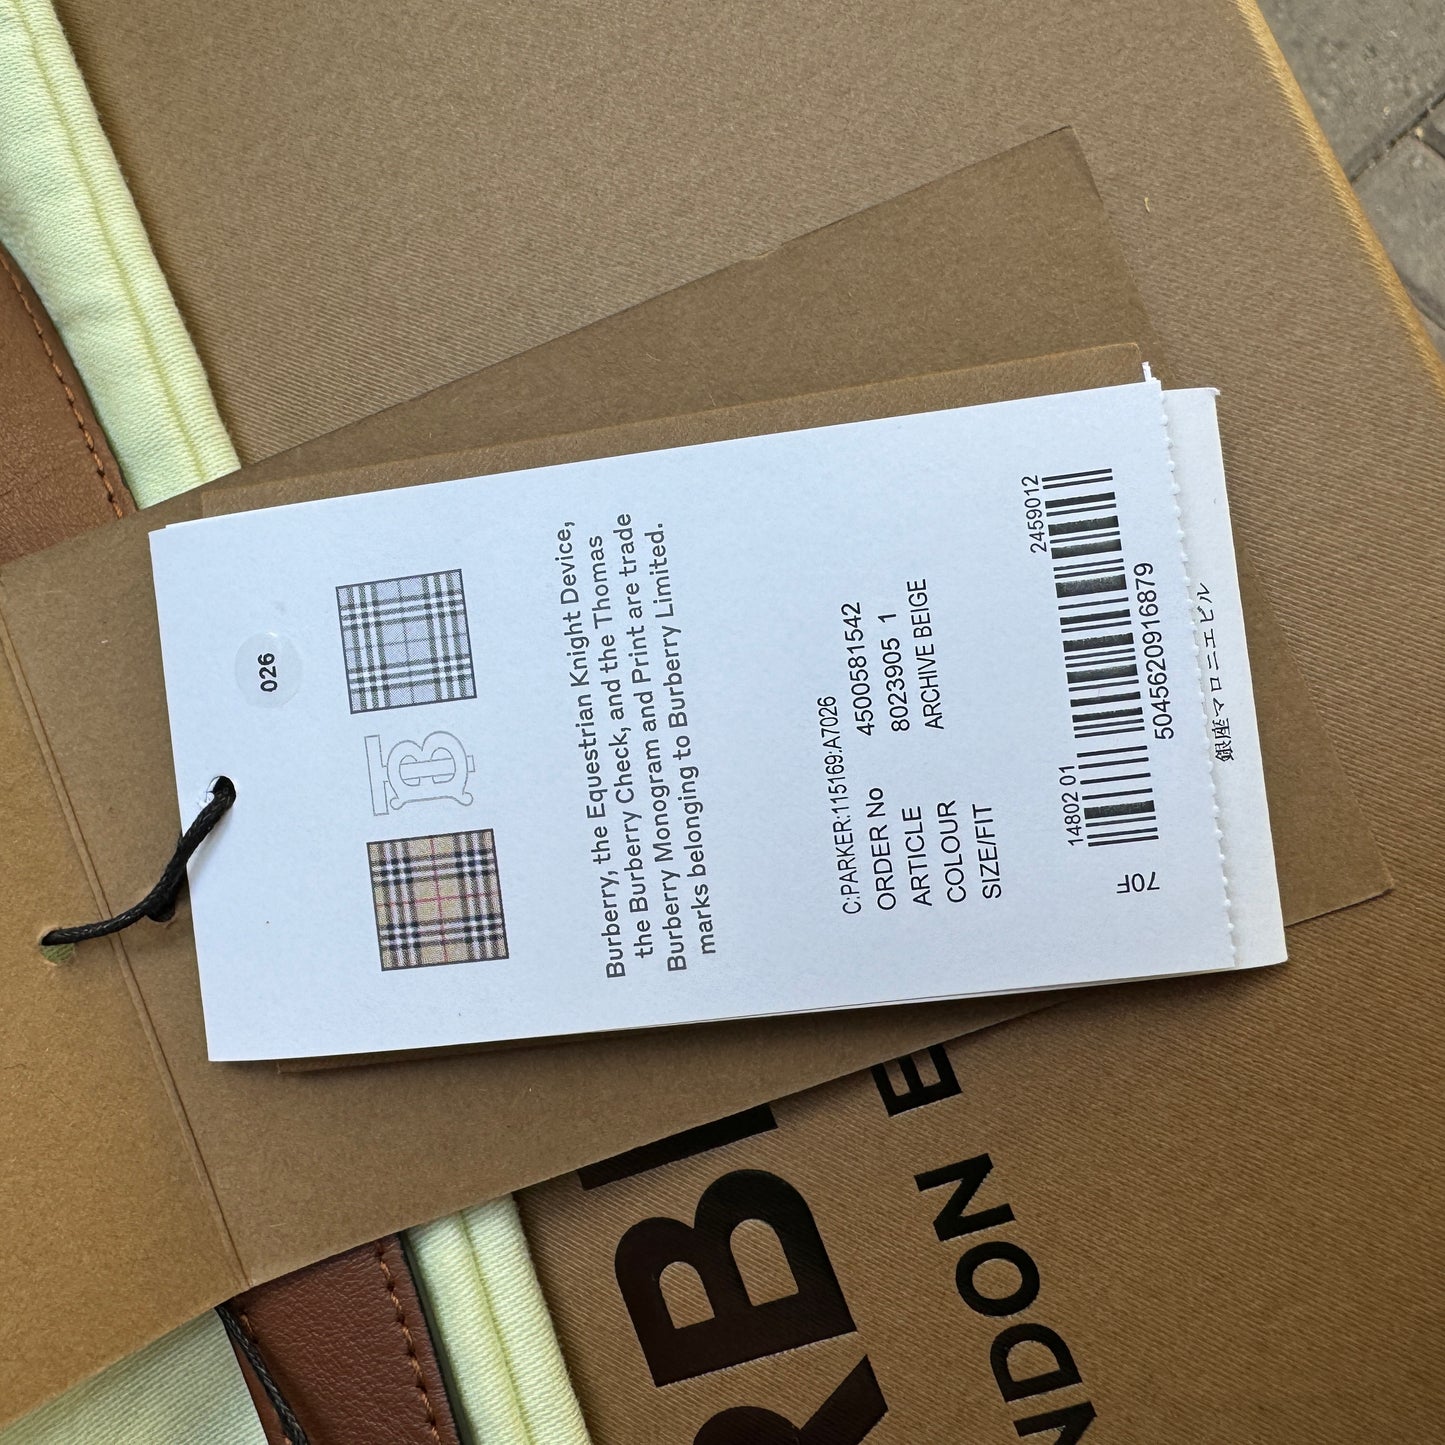 026
Burberry, the Equestrian Knight Device,
the Burberry Check, and the Thomas
Burberry Monogram and Print are trade
marks belonging to Burberry Limited.
C:PARKER:115169:A7026
ORDER No 4500581542
ARTICLE 8023905 1
COLOUR ARCHIVE BEIGE
SIZE/FIT
14802 01 2459012
5045620916879
70F
銀座マロニエビル
RBE
NDON E